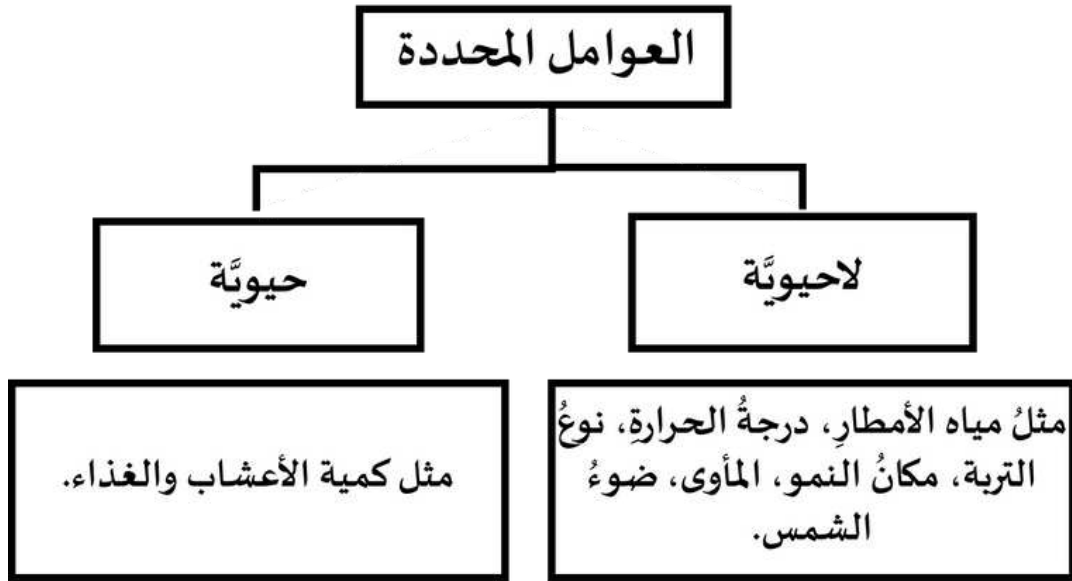 العوامل المحددة
لاحيويَّة
حيويَّة
مثلُ مياه الأمطارِ، درجةُ الحرارةِ، نوعُ
التربة، مكانُ النمو، المأوى، ضوءُ
الشمس.
مثل كمية الأعشاب والغذاء.